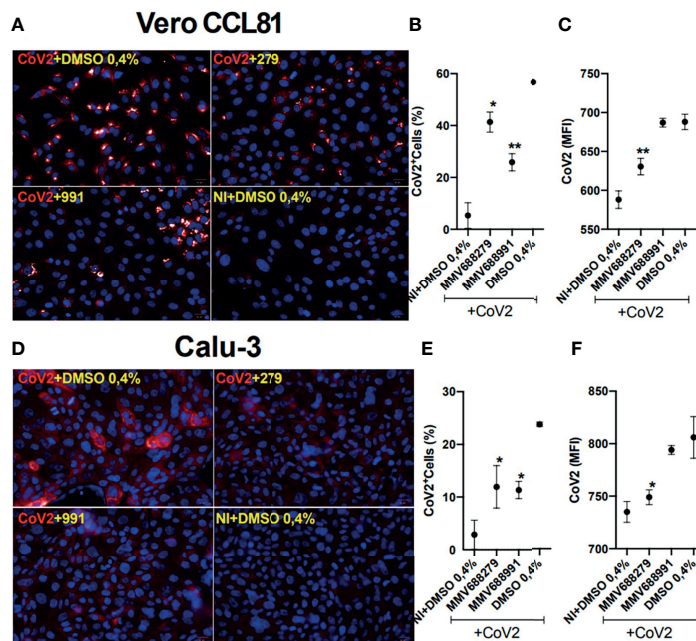 A
Vero CCL81
CoV2+DMSO 0,4%
CoV2+279
CoV2+991
NI+DMSO 0,4%
B
CoV2⁺Cells (%)
60
40
20
0
NI+DMSO 0,4%
MMV688279
MMV688991
DMSO 0,4%
*
**
+CoV2
C
CoV2 (MFI)
750
700
650
600
550
NI+DMSO 0,4%
MMV688279
MMV688991
DMSO 0,4%
**
+CoV2
D
Calu-3
CoV2+DMSO 0,4%
CoV2+279
CoV2+991
NI+DMSO 0,4%
E
CoV2⁺Cells (%)
30
20
10
0
NI+DMSO 0,4%
MMV688279
MMV688991
DMSO 0,4%
*
*
+CoV2
F
CoV2 (MFI)
850
800
750
700
NI+DMSO 0,4%
MMV688279
MMV688991
DMSO 0,4%
*
+CoV2